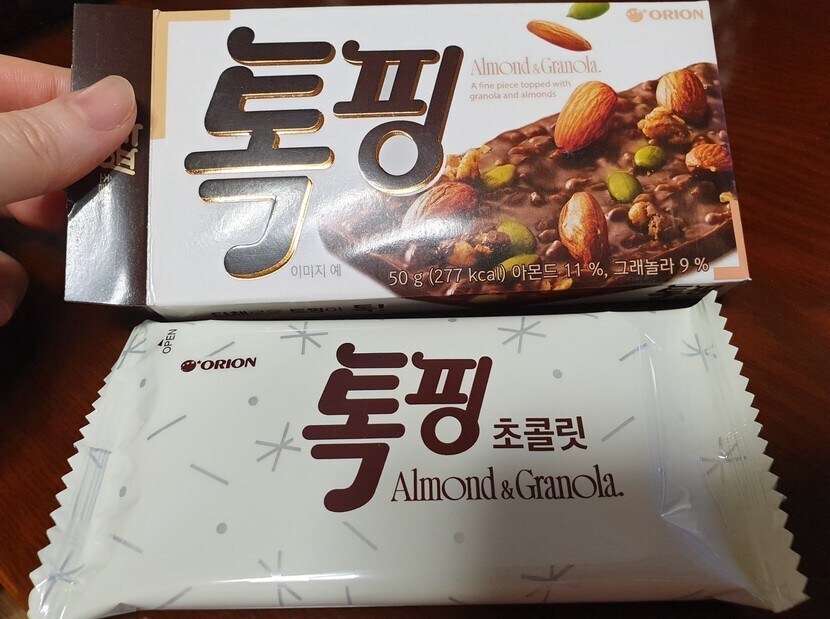 ORION
톡핑
Almond & Granola.
A fine piece topped with
granola and almonds
이미지 예
50 g (277 kcal) 아몬드 11 %, 그래놀라 9 %
톡!
OPEN
ORION
톡핑
초콜릿
Almond & Granola.